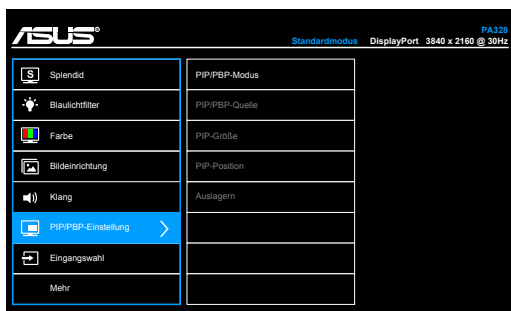 ASUS®
PA328
Standardmodus DisplayPort 3840 x 2160 @ 30Hz
S Splendid
Blaulichtfilter
Farbe
Bildeinrichtung
Klang
PIP/PBP-Einstellung
Eingangswahl
Mehr
PIP/PBP-Modus
PIP/PBP-Quelle
PIP-Größe
PIP-Position
Auslagern